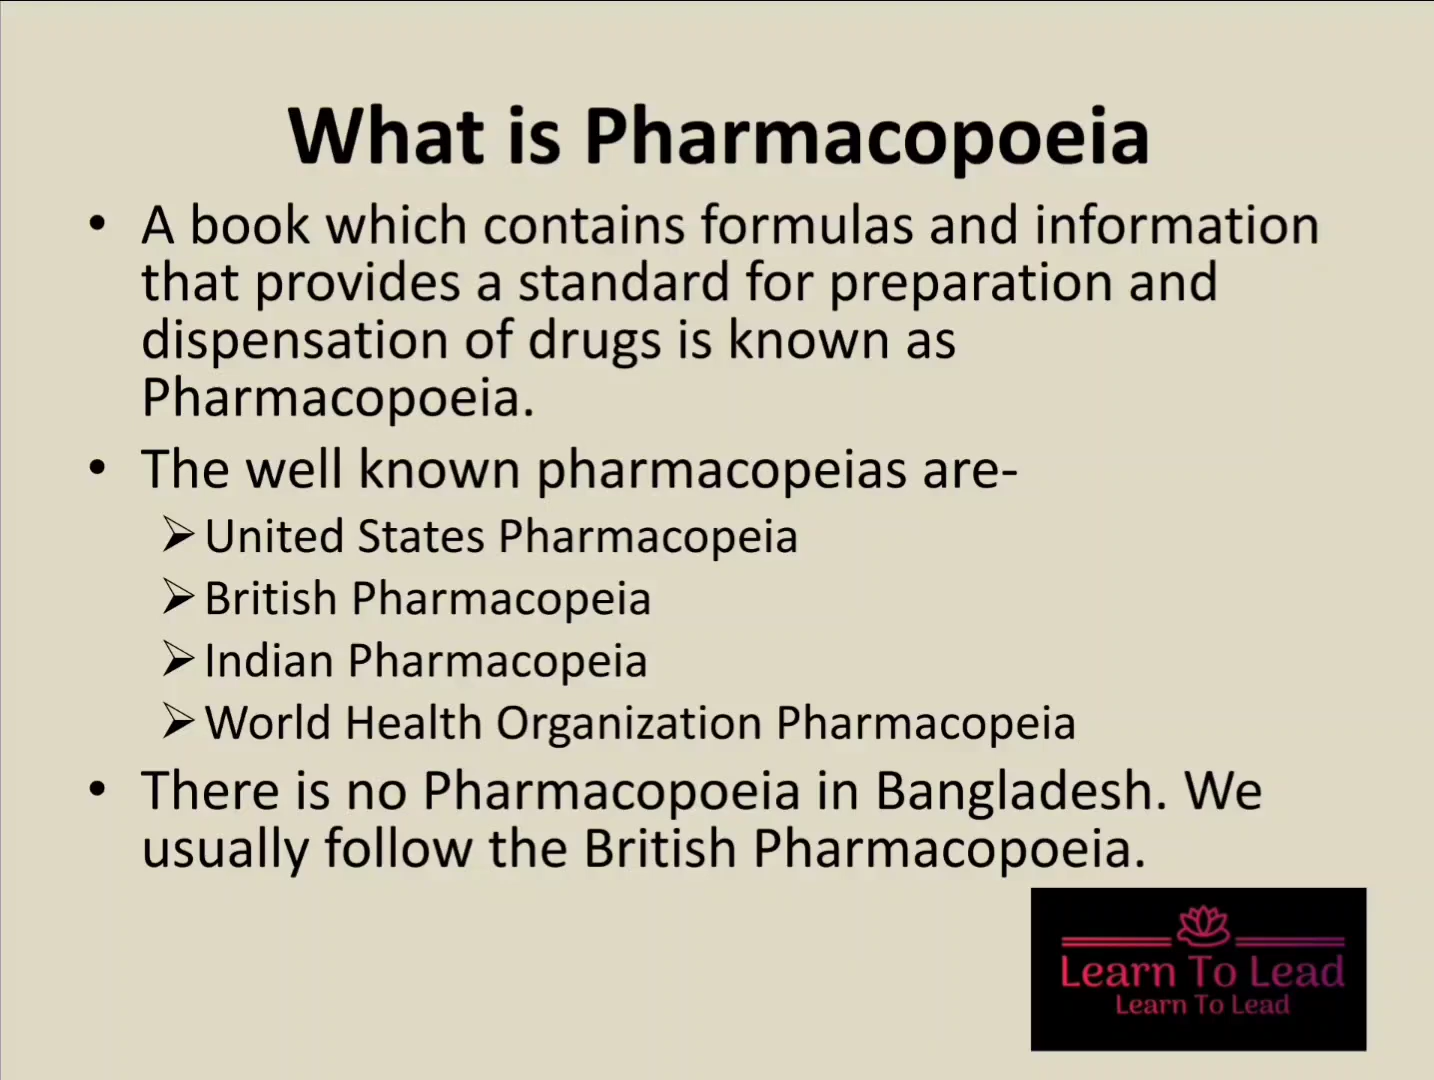 What is Pharmacopoeia
• A book which contains formulas and information
that provides a standard for preparation and
dispensation of drugs is known as
Pharmacopoeia.
• The well known pharmacopeias are-
➢ United States Pharmacopeia
➢ British Pharmacopeia
➢ Indian Pharmacopeia
➢ World Health Organization Pharmacopeia
• There is no Pharmacopoeia in Bangladesh. We
usually follow the British Pharmacopoeia.
Learn To Lead
Learn To Lead